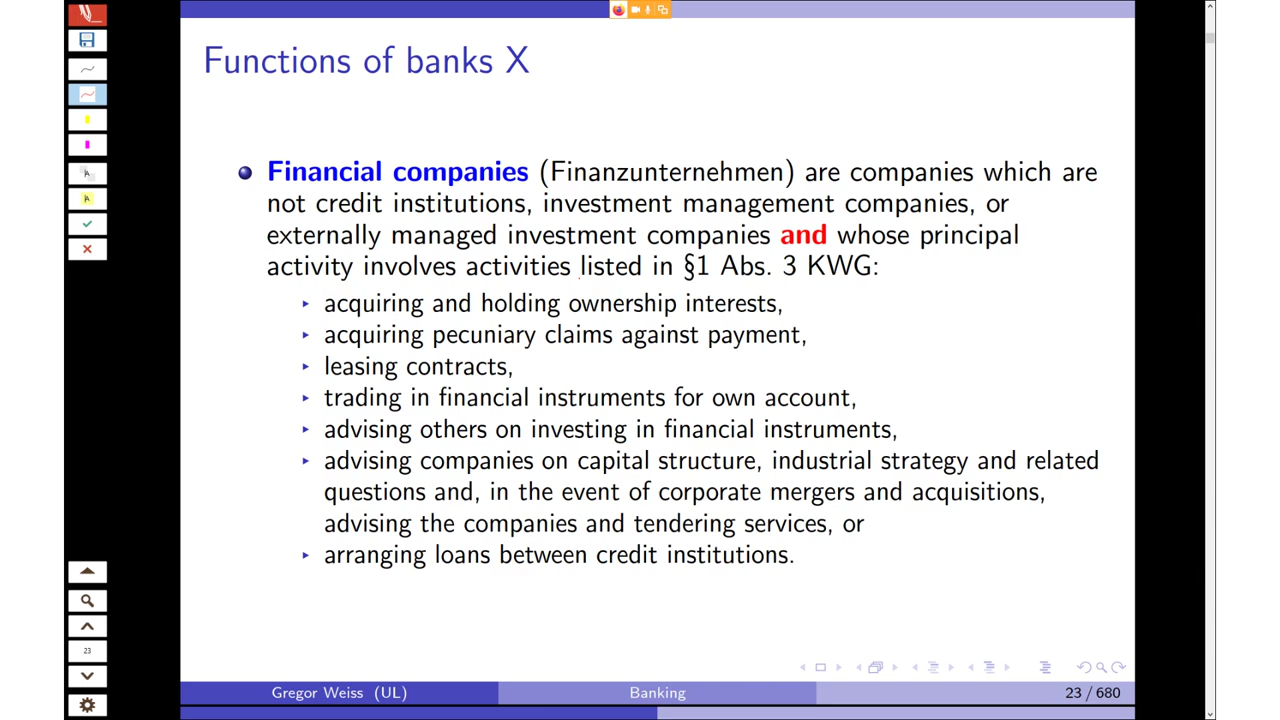 Functions of banks X
Financial companies (Finanzunternehmen) are companies which are
not credit institutions, investment management companies, or
externally managed investment companies and whose principal
activity involves activities listed in §1 Abs. 3 KWG:
acquiring and holding ownership interests,
acquiring pecuniary claims against payment,
leasing contracts,
trading in financial instruments for own account,
advising others on investing in financial instruments,
advising companies on capital structure, industrial strategy and related
questions and, in the event of corporate mergers and acquisitions,
advising the companies and tendering services, or
arranging loans between credit institutions.
23
Gregor Weiss (UL) Banking 23 / 680